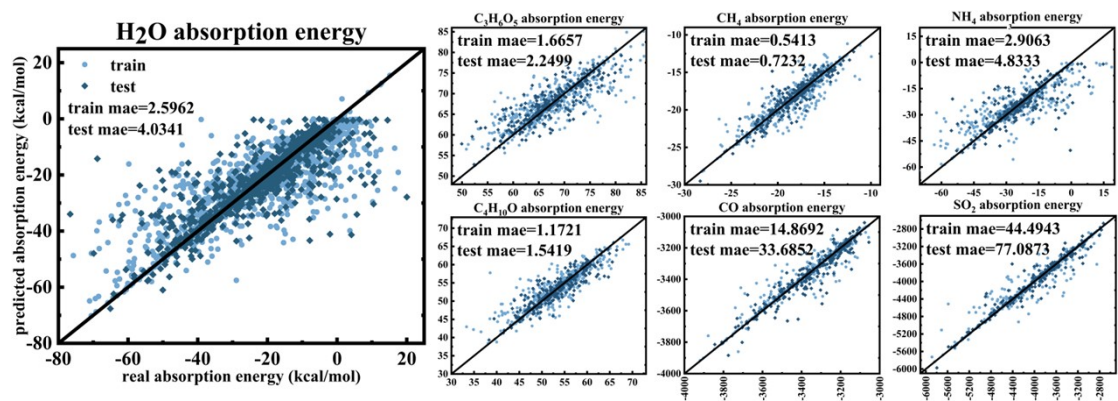 H2O absorption energy
20
0
-20
-40
-60
-80
train
test
train mae=2.5962
test mae=4.0341
predicted absorption energy (kcal/mol)
-80 -60 -40 -20 0 20
real absorption energy (kcal/mol)
C₃H₆O₅ absorption energy
train mae=1.6657
test mae=2.2499
85
80
75
70
65
60
55
50
50 55 60 65 70 75 80 85
CH₄ absorption energy
train mae=0.5413
test mae=0.7232
-10
-15
-20
-25
-30
-30 -25 -20 -15 -10
NH₄ absorption energy
train mae=2.9063
test mae=4.8333
15
0
-15
-30
-45
-60
-60 -45 -30 -15 0 15
C₄H₁₀O absorption energy
train mae=1.1721
test mae=1.5419
70
65
60
55
50
45
40
35
30
30 35 40 45 50 55 60 65 70
CO absorption energy
train mae=14.8692
test mae=33.6852
-3000
-3200
-3400
-3600
-3800
-4000
-4000 -3800 -3600 -3400 -3200 -3000
SO₂ absorption energy
train mae=44.4943
test mae=77.0873
-2800
-3200
-3600
-4000
-4400
-4800
-5200
-5600
-6000
-6000 -5600 -5200 -4800 -4400 -4000 -3600 -3200 -2800